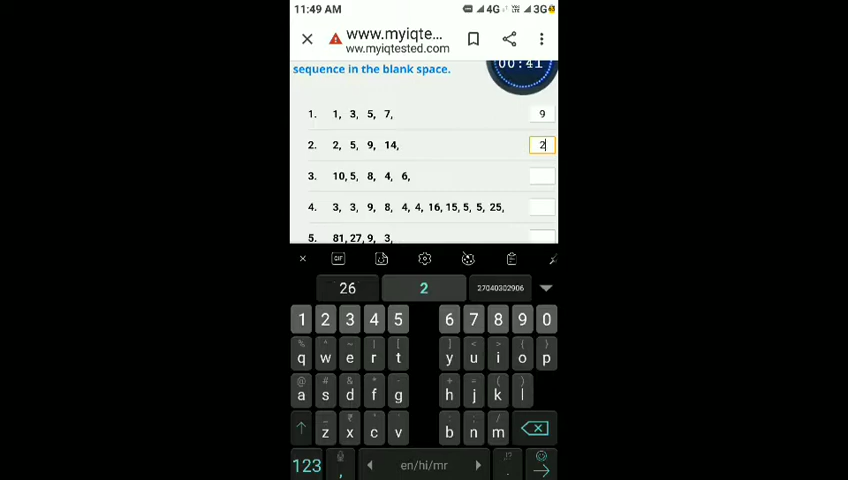 11:49 AM 4G 3G
www.myiqte...
ww.myiqtested.com
sequence in the blank space.
00:41
1. 1, 3, 5, 7, 9
2. 2, 5, 9, 14, 2
3. 10, 5, 8, 4, 6,
4. 3, 3, 9, 8, 4, 4, 16, 15, 5, 5, 25,
5. 81, 27, 9, 3,
GIF
26 2 27040302906
1 2 3 4 5 6 7 8 9 0
q w e r t y u i o p
a s d f g h j k l
z x c v b n m
123 , en/hi/mr .